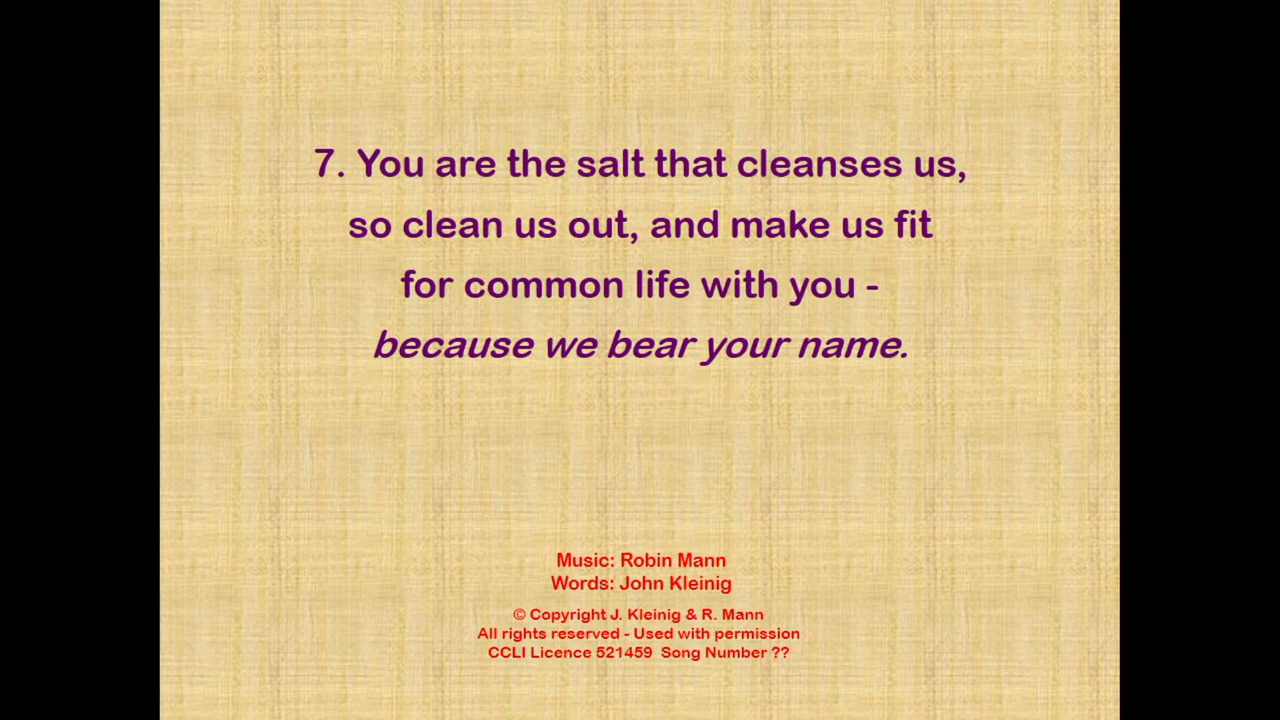 7. You are the salt that cleanses us,
so clean us out, and make us fit
for common life with you -
because we bear your name.
Music: Robin Mann
Words: John Kleinig
© Copyright J. Kleinig & R. Mann
All rights reserved - Used with permission
CCLI Licence 521459 Song Number ??